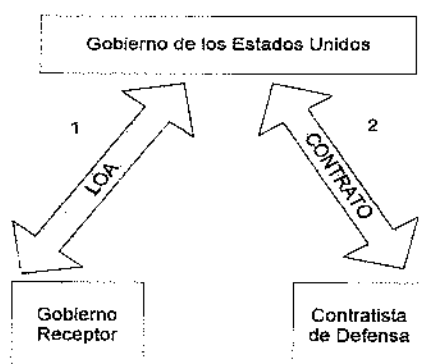 Gobierno de los Estados Unidos
1
2
LOA
CONTRATO
Gobierno
Receptor
Contratista
de Defensa